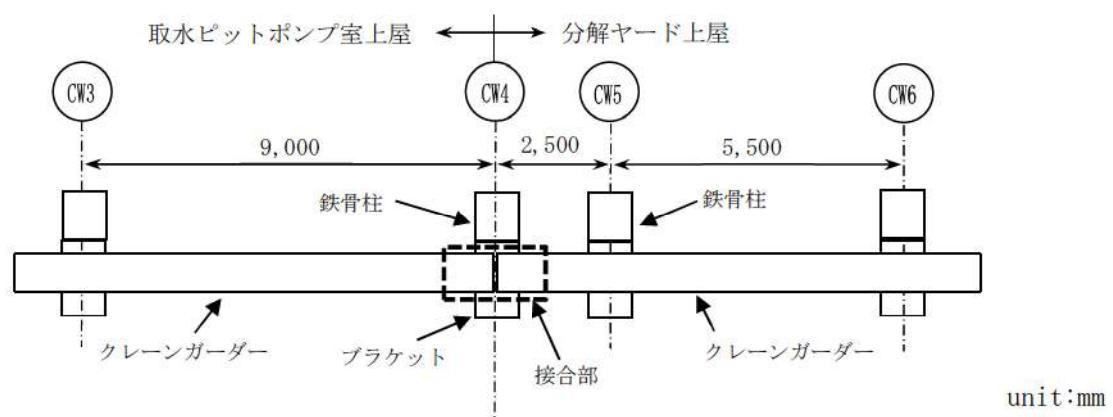 取水ピットポンプ室上屋 分解ヤード上屋
CW3 CW4 CW5 CW6
9,000 2,500 5,500
鉄骨柱 鉄骨柱
クレーンガーダー ブラケット 接合部 クレーンガーダー
unit:mm